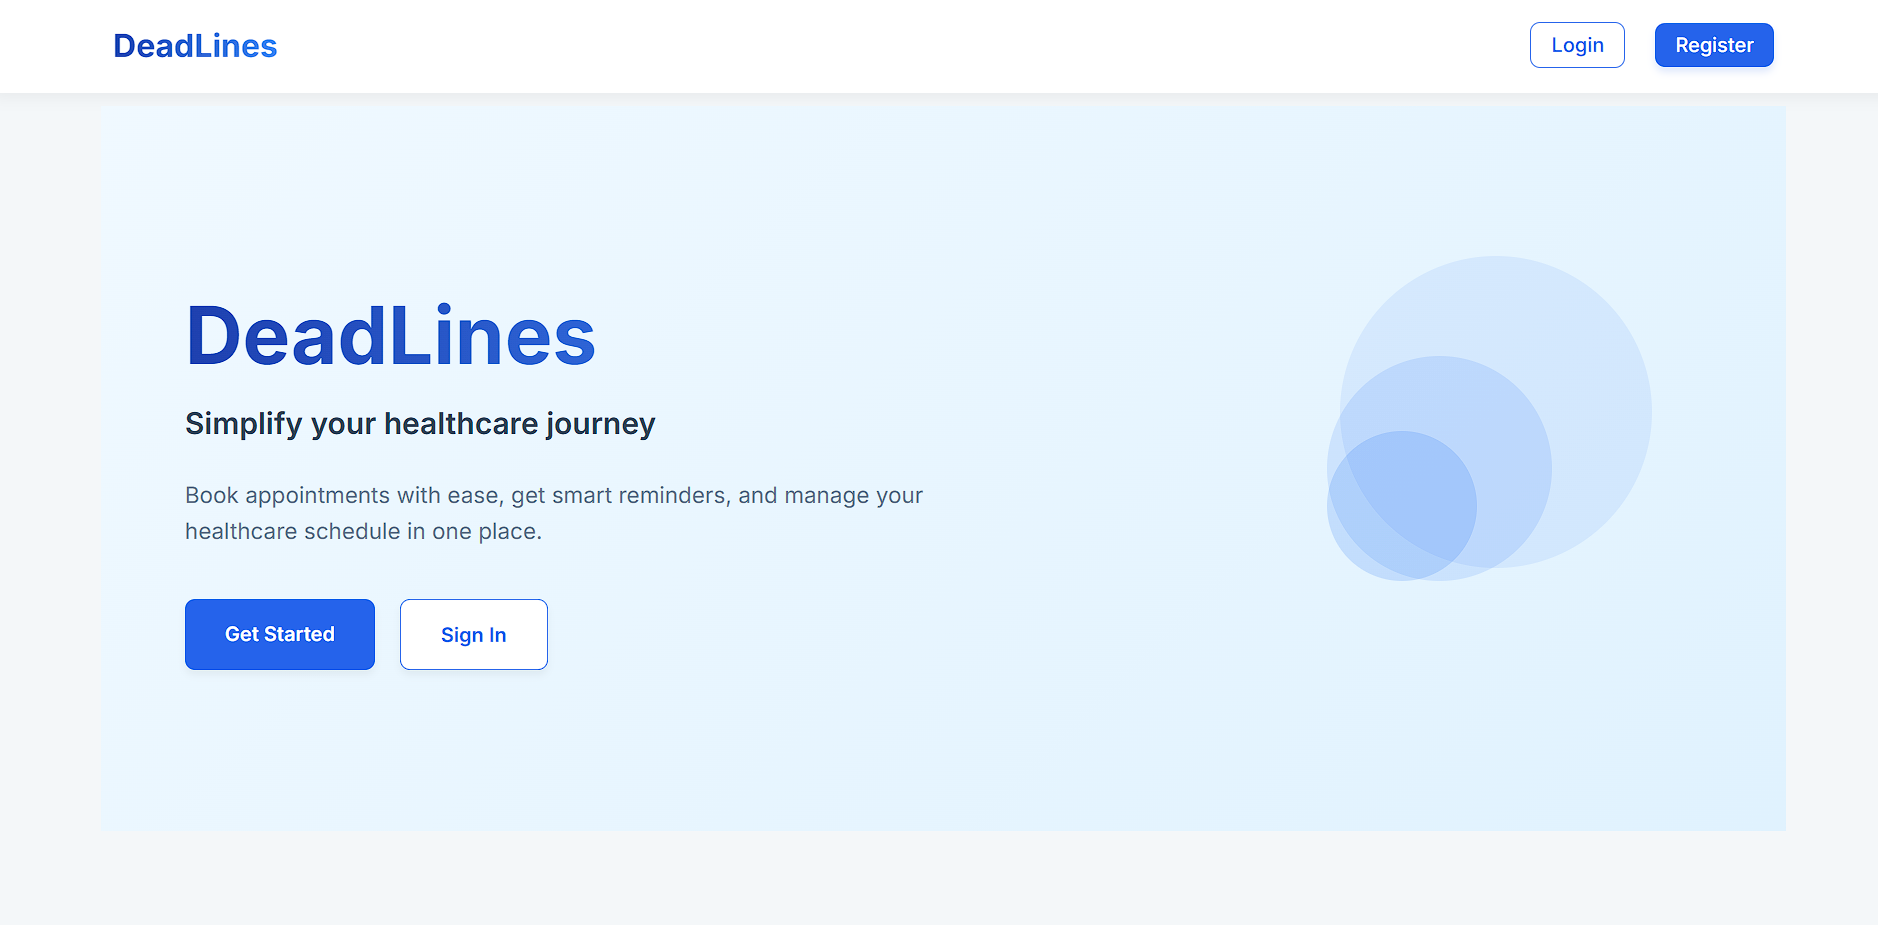 DeadLines
Login
Register
DeadLines
Simplify your healthcare journey
Book appointments with ease, get smart reminders, and manage your
healthcare schedule in one place.
Get Started
Sign In